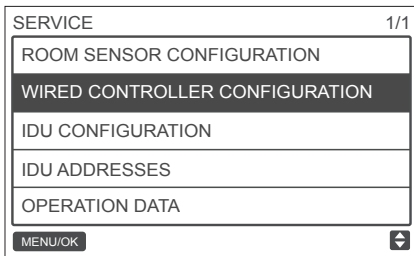 SERVICE 1/1
ROOM SENSOR CONFIGURATION
WIRED CONTROLLER CONFIGURATION
IDU CONFIGURATION
IDU ADDRESSES
OPERATION DATA
MENU/OK